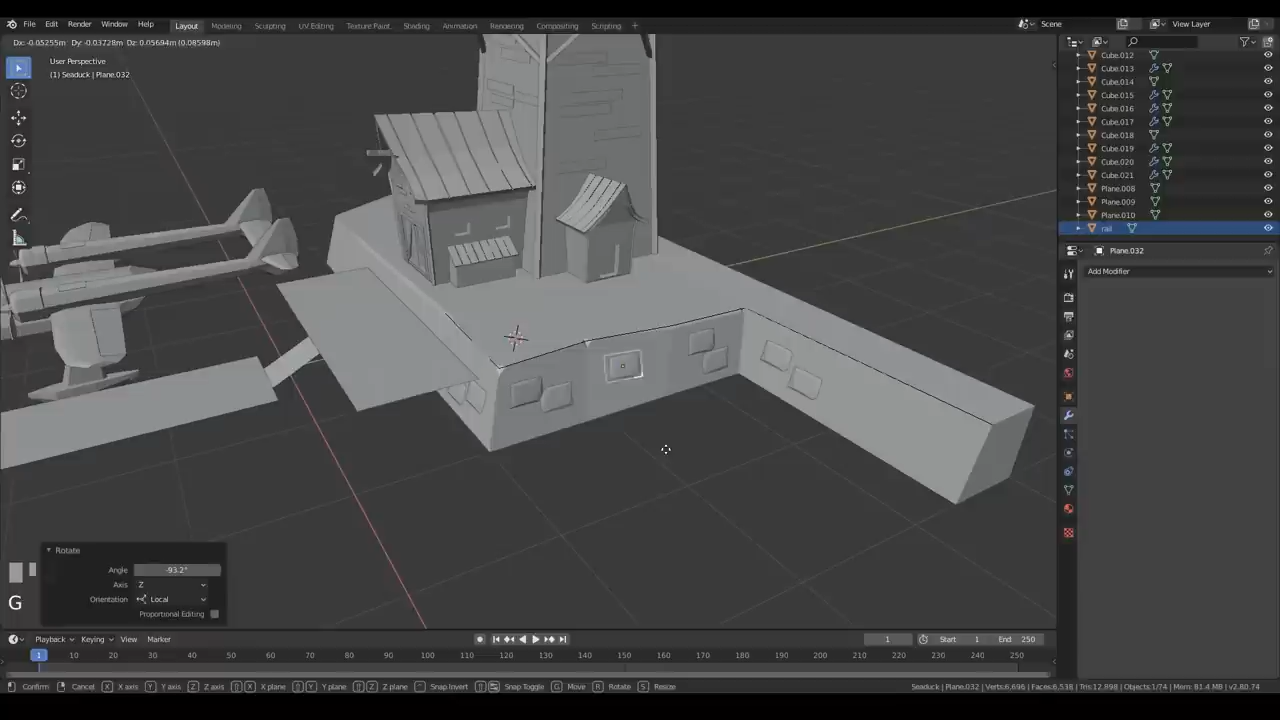 File Edit Render Window Help Layout Modeling Sculpting UV Editing Texture Paint Shading Animation Rendering Compositing Scripting + Scene View Layer
Dx: -0.05255m Dy: -0.03728m Dz: 0.05694m (0.08598m)
User Perspective
(1) Seaduck | Plane.032
Cube.012
Cube.013
Cube.014
Cube.015
Cube.016
Cube.017
Cube.018
Cube.019
Cube.020
Cube.021
Plane.008
Plane.009
Plane.010
rail
Plane.032
Add Modifier
Rotate
Angle -93.2°
Axis Z
Orientation Local
Proportional Editing
G
Playback Keying View Marker 1 Start 1 End 250
1 10 20 30 40 50 60 70 80 90 100 110 120 130 140 150 160 170 180 190 200 210 220 230 240 250
Confirm Cancel X X axis Y Y axis Z Z axis X X plane Y Y plane Z Z plane Snap Invert Snap Toggle G Move R Rotate S Resize Seaduck | Plane.032 | Verts:6,696 | Faces:6,538 | Tris:12,898 | Objects:1/74 | Mem: 81.4 MB | v2.80.74